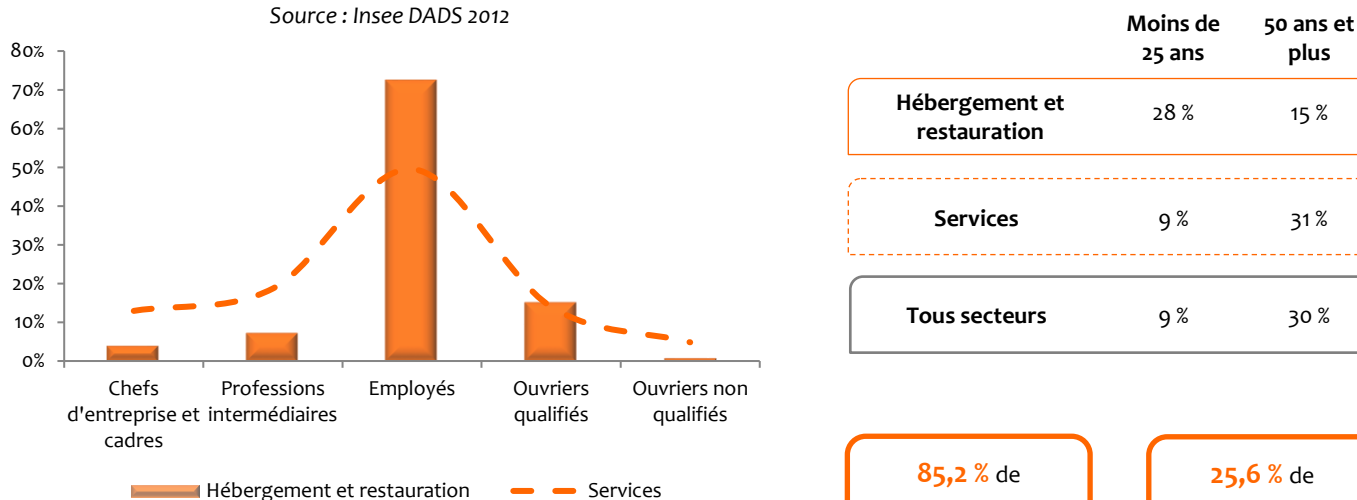 Source : Insee DADS 2012
80%
70%
60%
50%
40%
30%
20%
10%
0%
Chefs
d'entreprise et
cadres
Professions
intermédiaires
Employés
Ouvriers
qualifiés
Ouvriers non
qualifiés
Hébergement et restauration
Services
Moins de
25 ans
50 ans et
plus
Hébergement et
restauration
28 %
15 %
Services
9 %
31 %
Tous secteurs
9 %
30 %
85,2 % de
25,6 % de